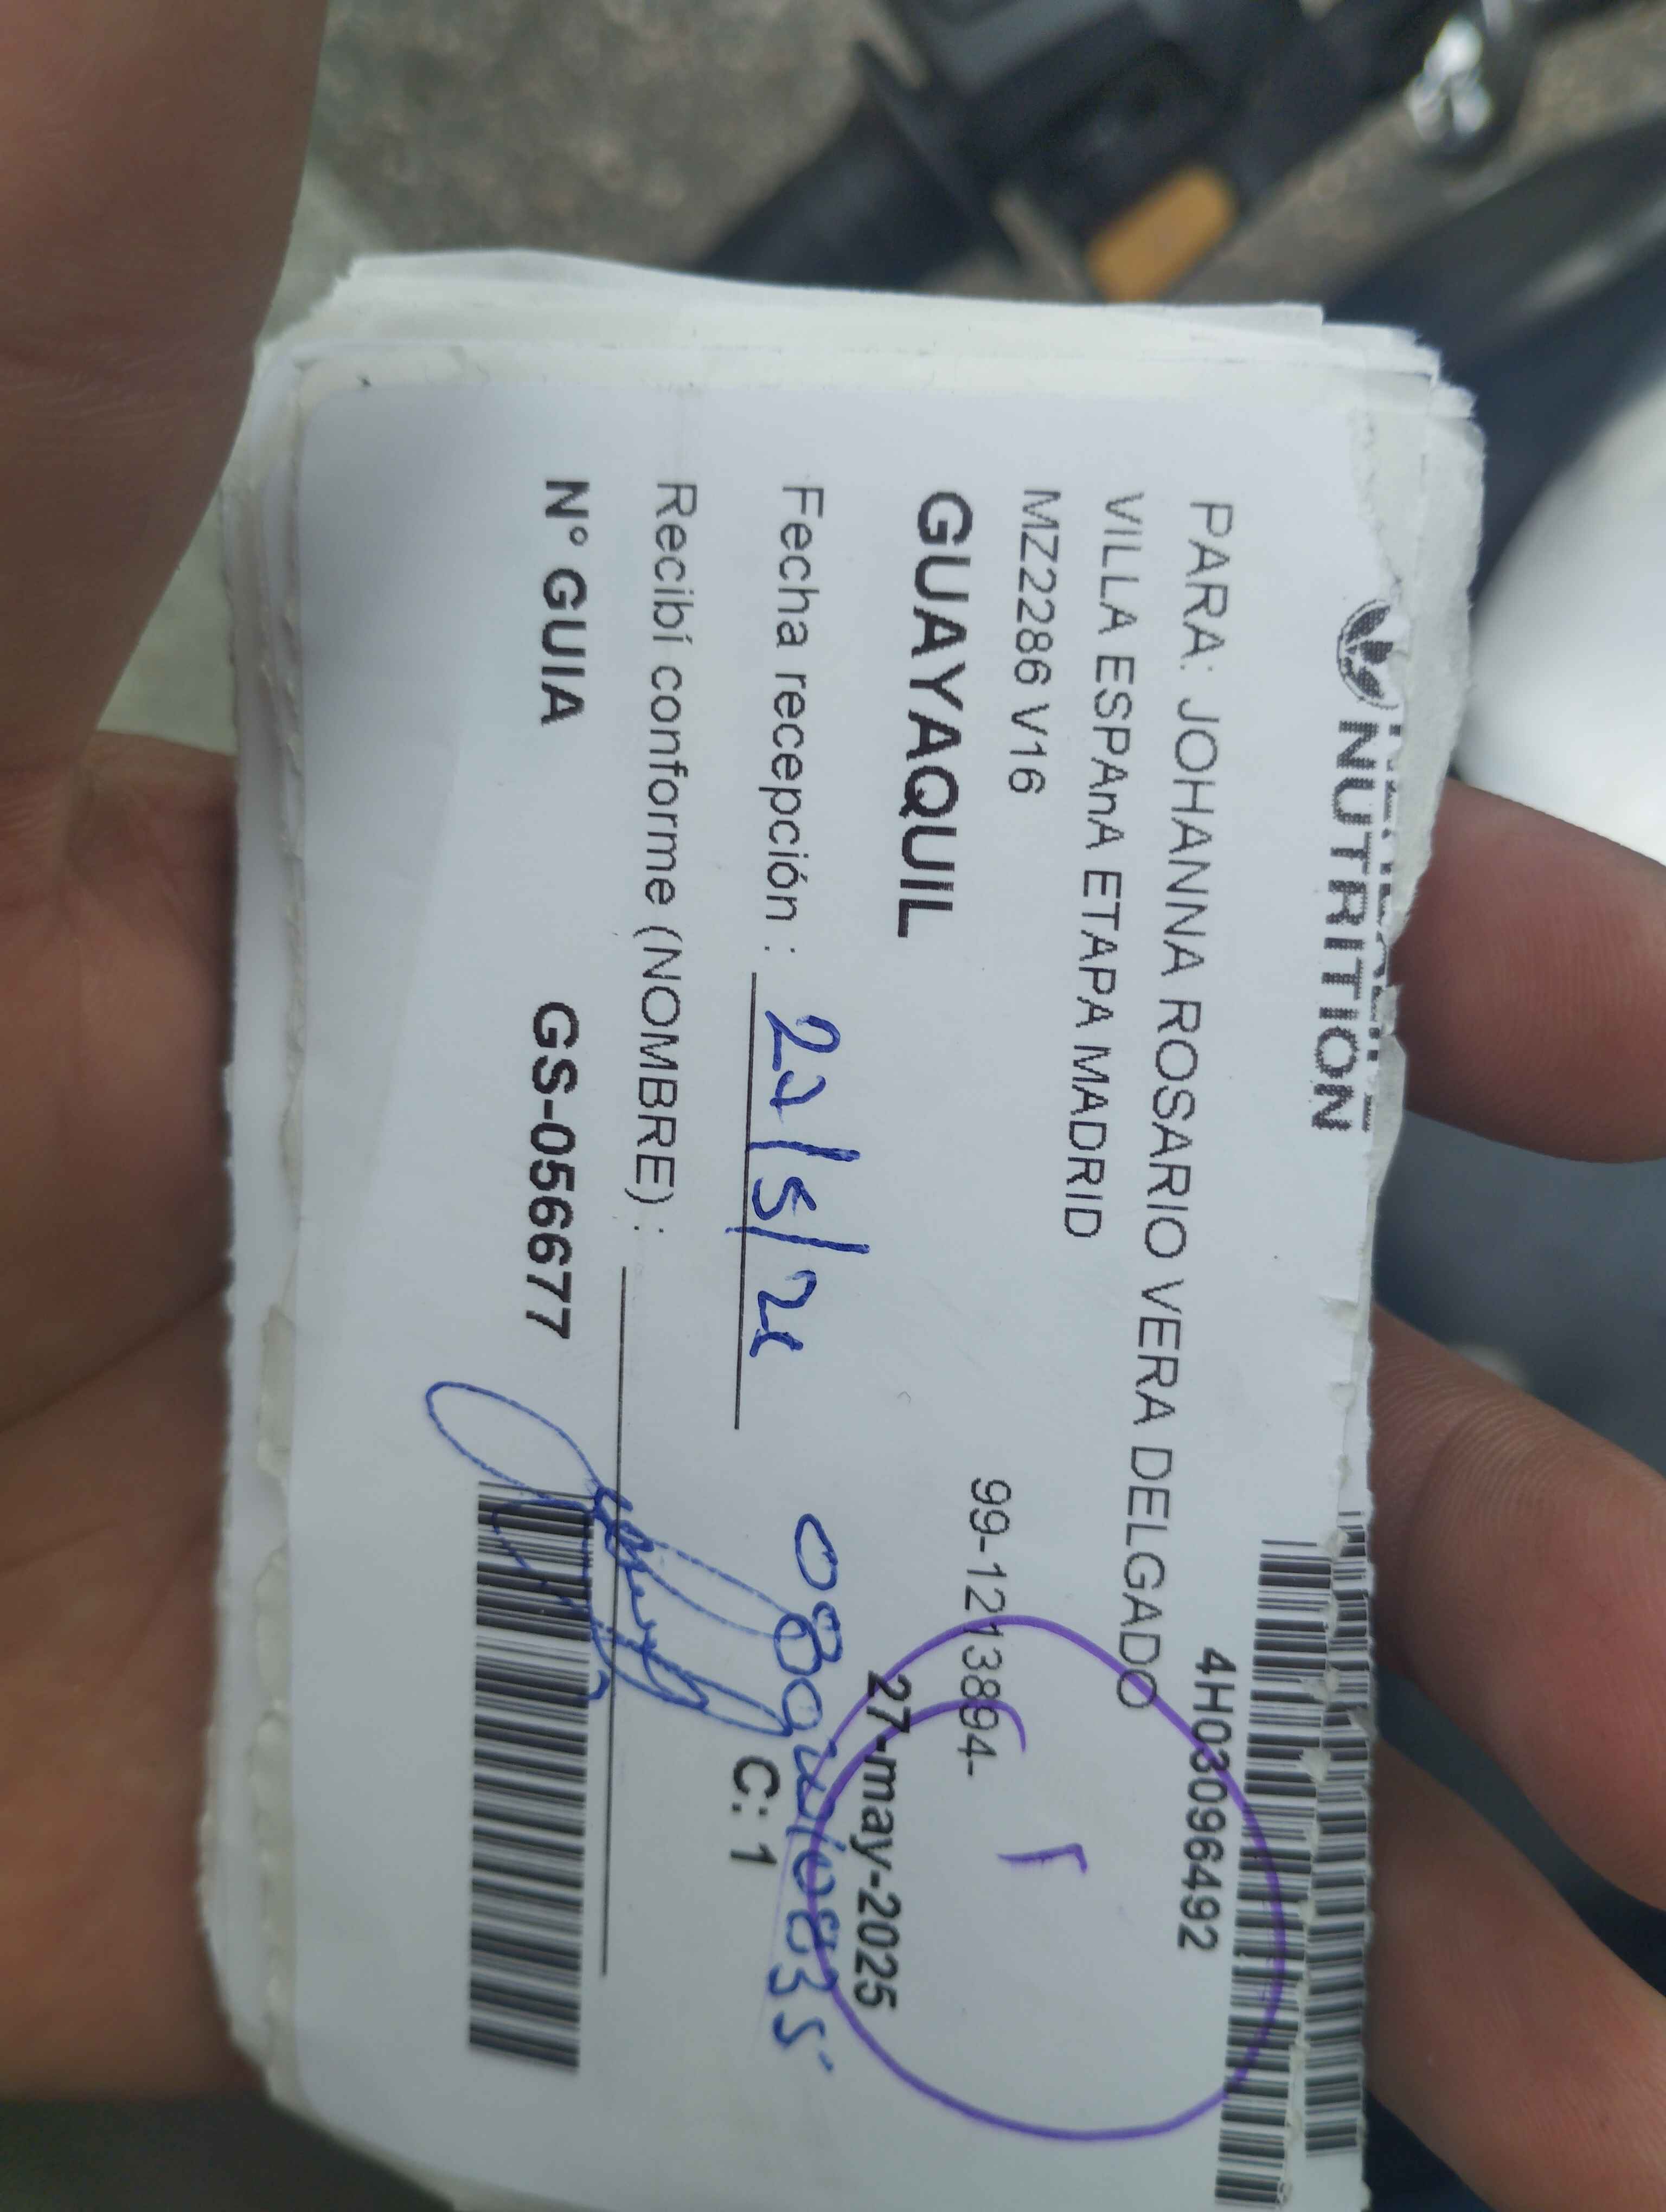 NUTRITION
4H03096492
PARA: JOHANNA ROSARIO VERA DELGADO
VILLA ESPAnA ETAPA MADRID
MZ2286 V16
99-1213894-
GUAYAQUIL
27-may-2025
Fecha recepción :
C: 1
Recibí conforme (NOMBRE) :
N° GUIA GS-056677